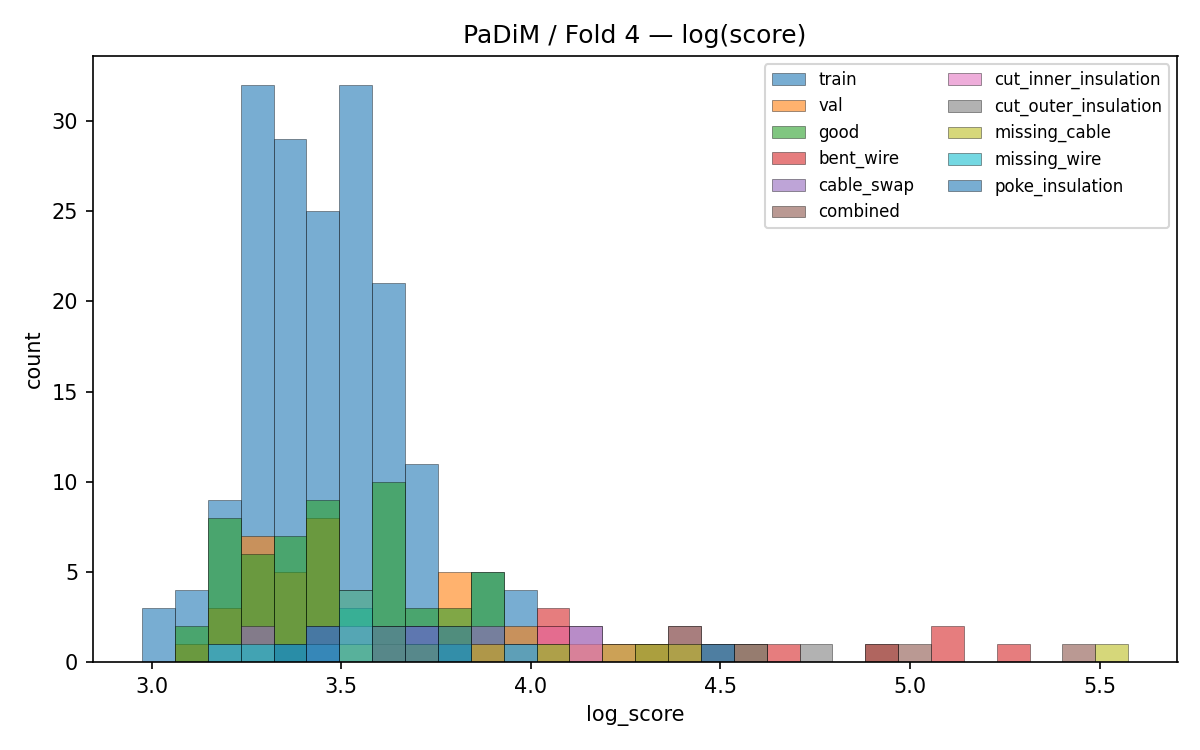 PaDiM / Fold 4 — log(score)
train
val
good
bent_wire
cable_swap
combined
cut_inner_insulation
cut_outer_insulation
missing_cable
missing_wire
poke_insulation
count
30
25
20
15
10
5
0
3.0 3.5 4.0 4.5 5.0 5.5
log_score